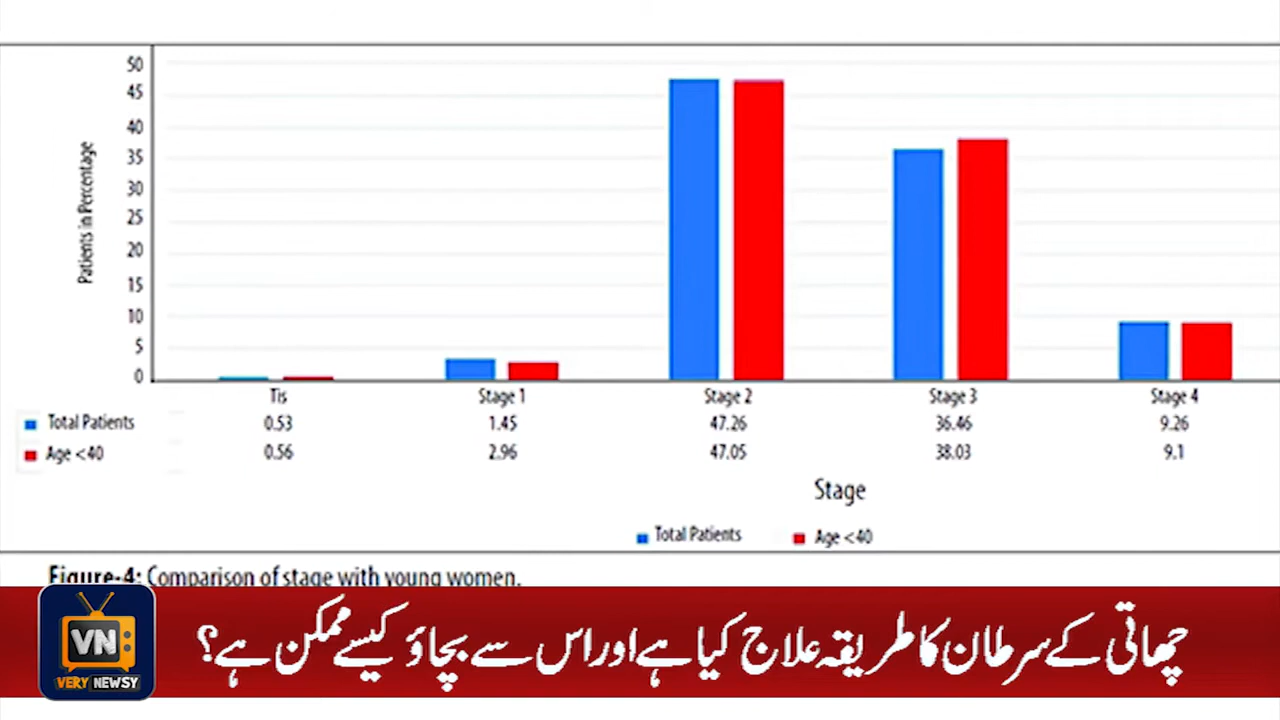 Patients in Percentage
50
45
40
35
30
25
20
15
10
5
0
Tis Stage 1 Stage 2 Stage 3 Stage 4
Total Patients 0.53 1.45 47.26 36.46 9.26
Age <40 0.56 2.96 47.05 38.03 9.1
Stage
Total Patients Age <40
Figure-4: Comparison of stage with young women.
چھاتی کے سرطان کا طریقہ علاج کیا ہے اور اس سے بچاؤ کیسے ممکن ہے؟
VN
VERY NEWSY